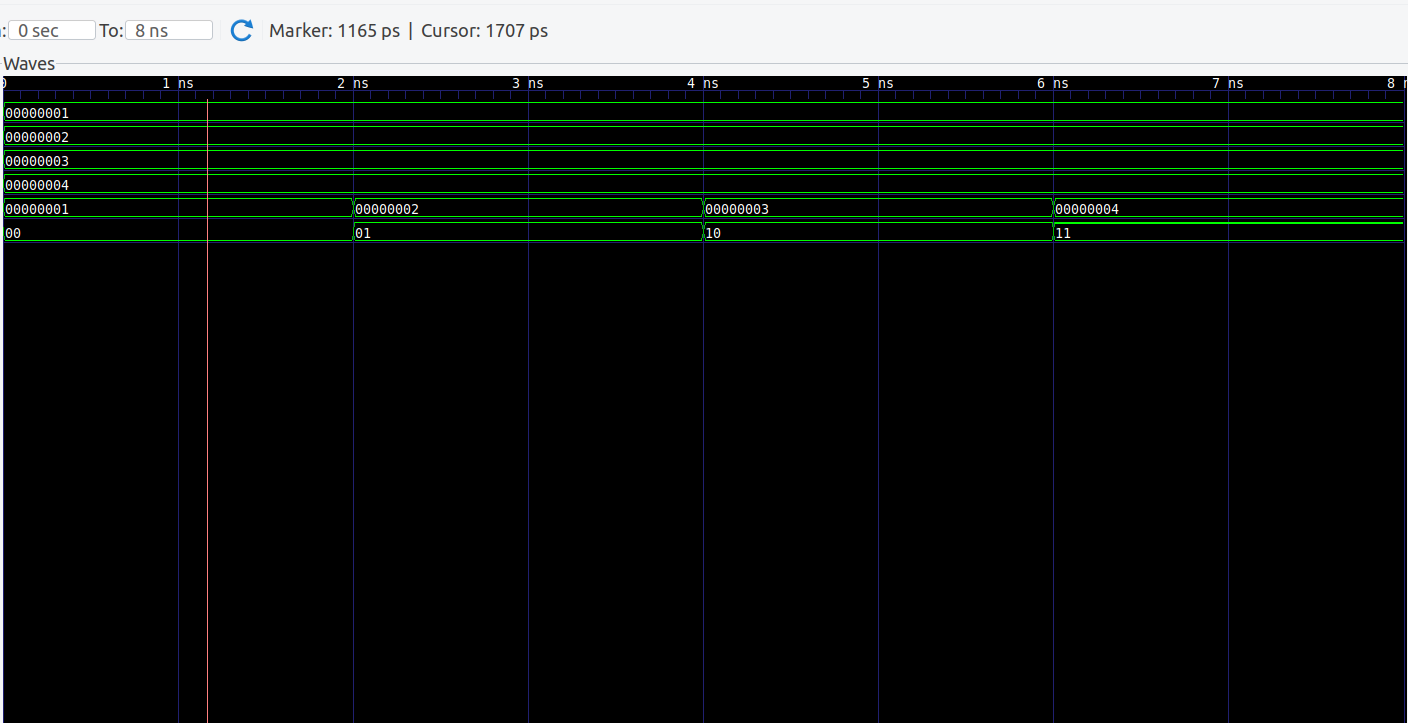 0 sec To: 8 ns Marker: 1165 ps | Cursor: 1707 ps
Waves
1 ns 2 ns 3 ns 4 ns 5 ns 6 ns 7 ns 8
00000001
00000002
00000003
00000004
00000001 00000002 00000003 00000004
00 01 10 11